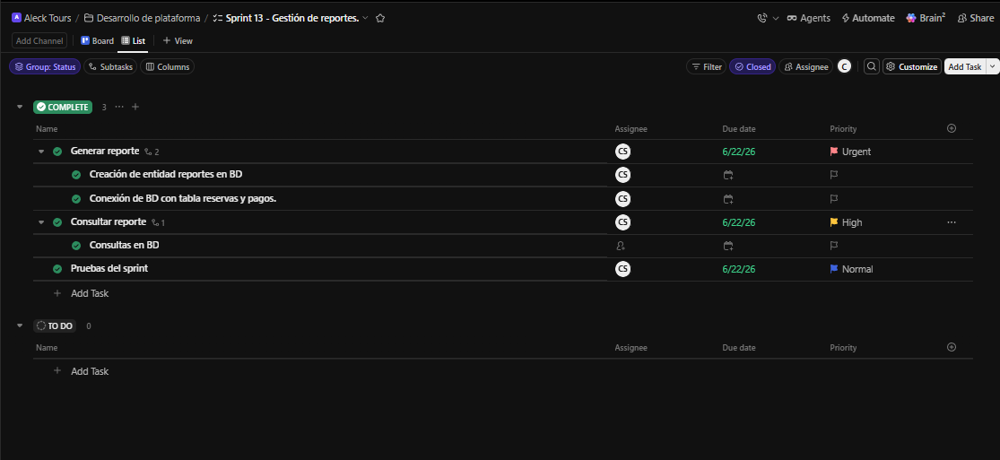 A Aleck Tours / Desarrollo de plataforma / Sprint 13 - Gestión de reportes. Agents Automate Brain² Share
Add Channel Board List + View
Group: Status Subtasks Columns Filter Closed Assignee C Customize Add Task
COMPLETE 3 ... +
Name Assignee Due date Priority
Generar reporte 2 CS 6/22/26 Urgent
Creación de entidad reportes en BD CS
Conexión de BD con tabla reservas y pagos. CS
Consultar reporte 1 CS 6/22/26 High ...
Consultas en BD
Pruebas del sprint CS 6/22/26 Normal
+ Add Task
TO DO 0
Name Assignee Due date Priority
+ Add Task